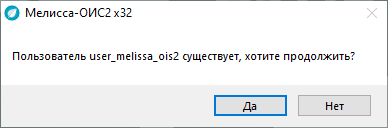 Мелисса-ОИС2 x32
Пользователь user_melissa_ois2 существует, хотите продолжить?
Да
Нет